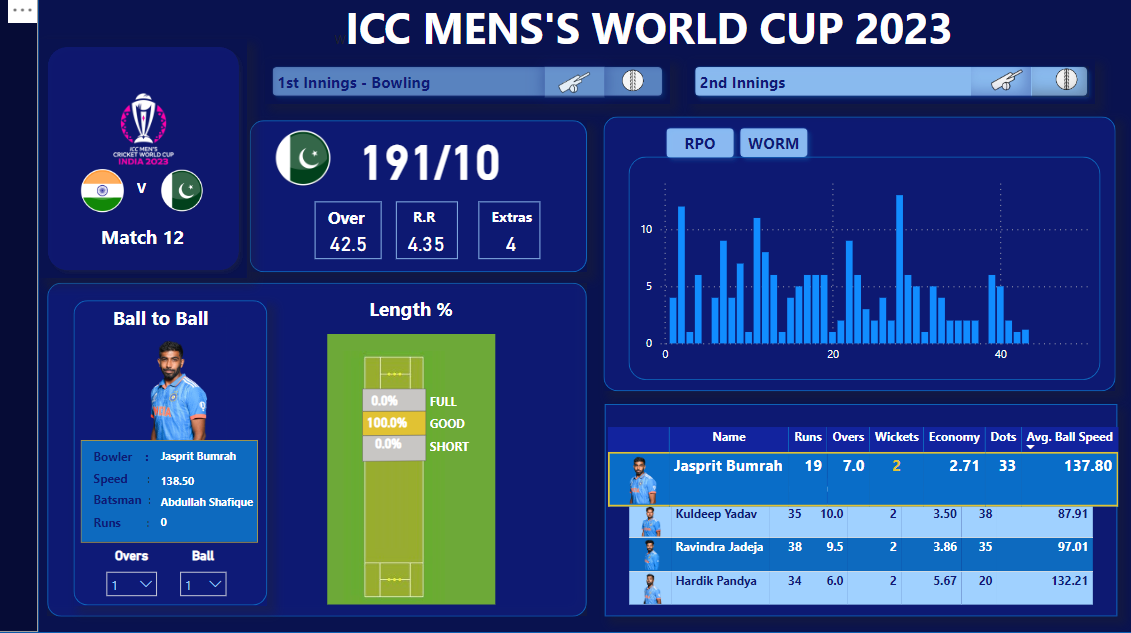 ICC MENS'S WORLD CUP 2023
1st Innings - Bowling
2nd Innings
ICC MEN'S
CRICKET WORLD CUP
INDIA 2023
V
Match 12
191/10
Over
42.5
R.R
4.35
Extras
4
RPO
WORM
10
5
0
0
20
40
Ball to Ball
Bowler : Jasprit Bumrah
Speed : 138.50
Batsman : Abdullah Shafique
Runs : 0
Overs Ball
1 1
Length %
0.0% FULL
100.0% GOOD
0.0% SHORT
Name Runs Overs Wickets Economy Dots Avg. Ball Speed
Jasprit Bumrah 19 7.0 2 2.71 33 137.80
Kuldeep Yadav 35 10.0 2 3.50 38 87.91
Ravindra Jadeja 38 9.5 2 3.86 35 97.01
Hardik Pandya 34 6.0 2 5.67 20 132.21